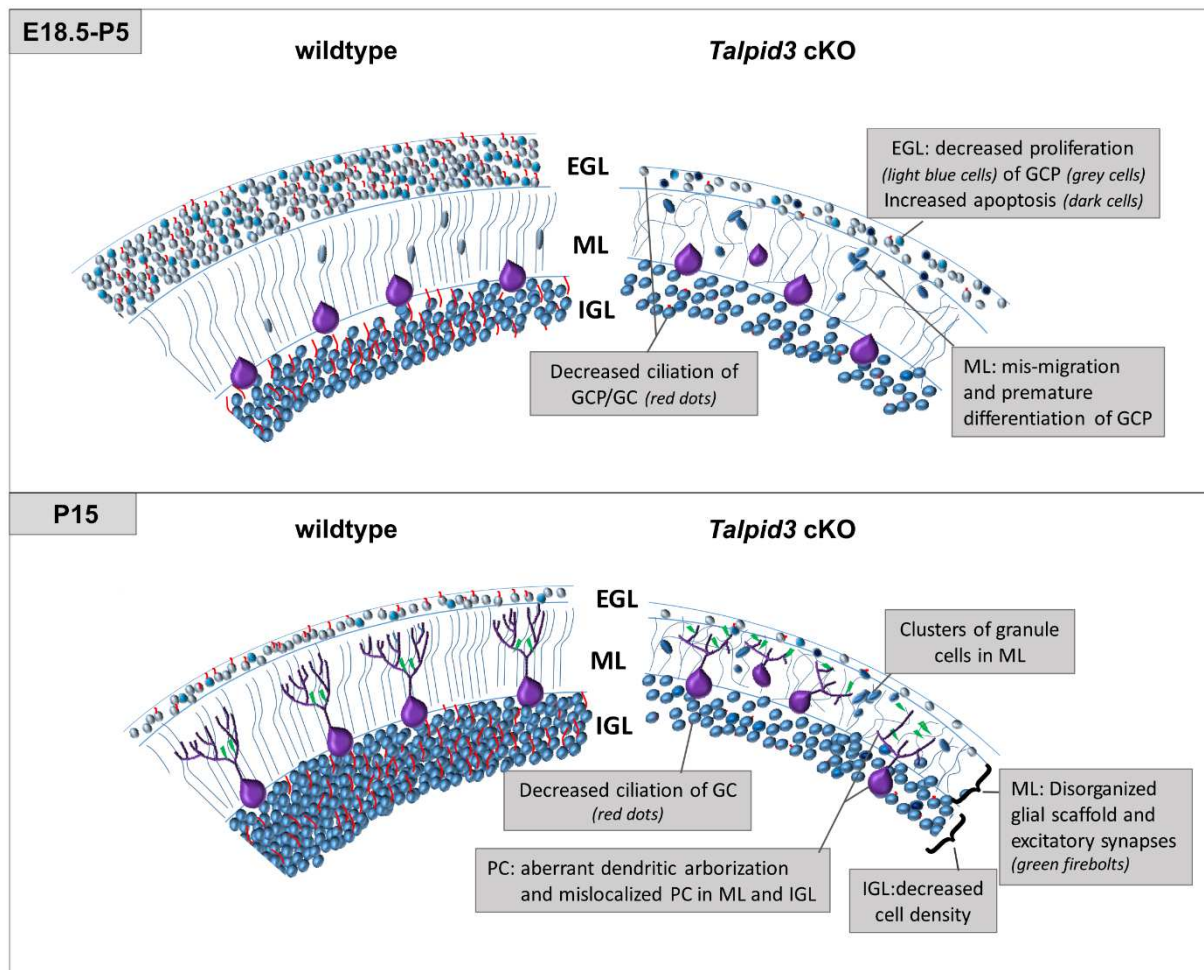 E18.5-P5
wildtype
Talpid3 cKO
EGL
ML
IGL
EGL: decreased proliferation
(light blue cells) of GCP (grey cells)
Increased apoptosis (dark cells)
Decreased ciliation of
GCP/GC (red dots)
ML: mis-migration
and premature
differentiation of GCP
P15
wildtype
Talpid3 cKO
EGL
ML
IGL
Clusters of granule
cells in ML
Decreased ciliation of GC
(red dots)
ML: Disorganized
glial scaffold and
excitatory synapses
(green firebolts)
PC: aberrant dendritic arborization
and mislocalized PC in ML and IGL
IGL:decreased
cell density